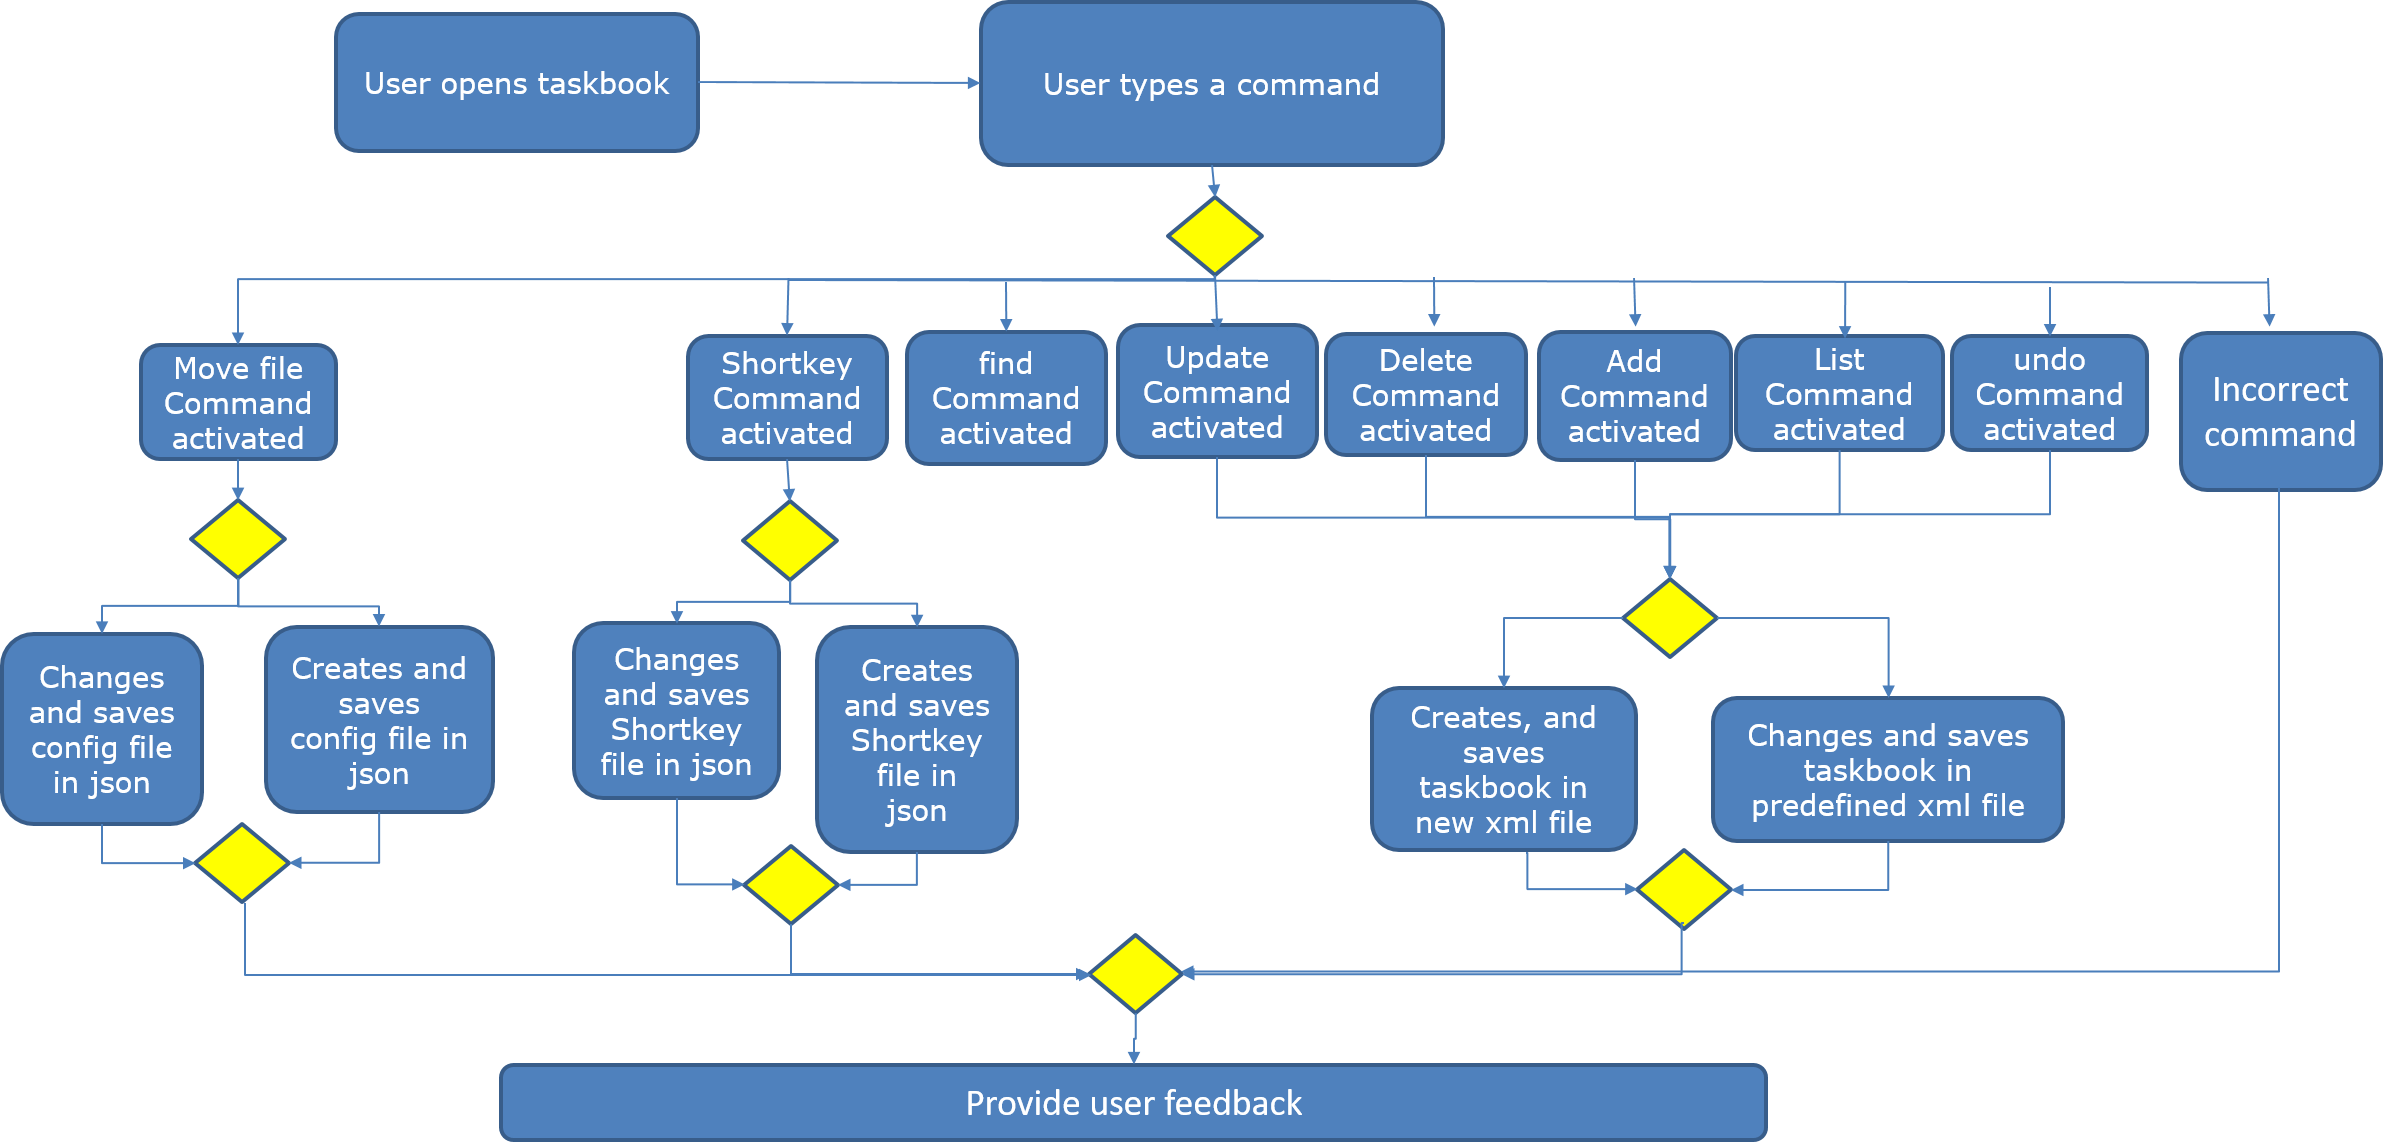 User opens taskbook
User types a command
Move file
Command
activated
Shortkey
Command
activated
find
Command
activated
Update
Command
activated
Delete
Command
activated
Add
Command
activated
List
Command
activated
undo
Command
activated
Incorrect
command
Changes
and saves
config file
in json
Creates and
saves
config file in
json
Changes
and saves
Shortkey
file in json
Creates
and saves
Shortkey
file in
json
Creates, and
saves
taskbook in
new xml file
Changes and saves
taskbook in
predefined xml file
Provide user feedback